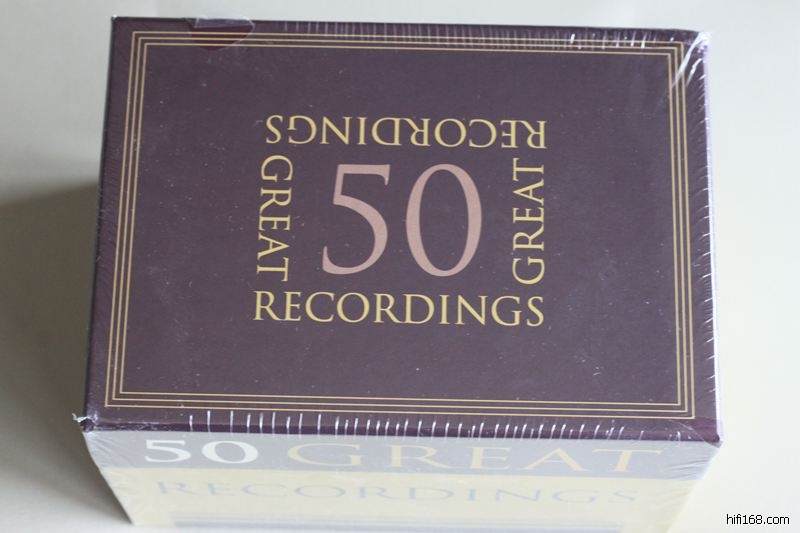 RECORDINGS
GREAT
50
GREAT
RECORDINGS
50 GREAT
RECORDINGS
hifi168.com